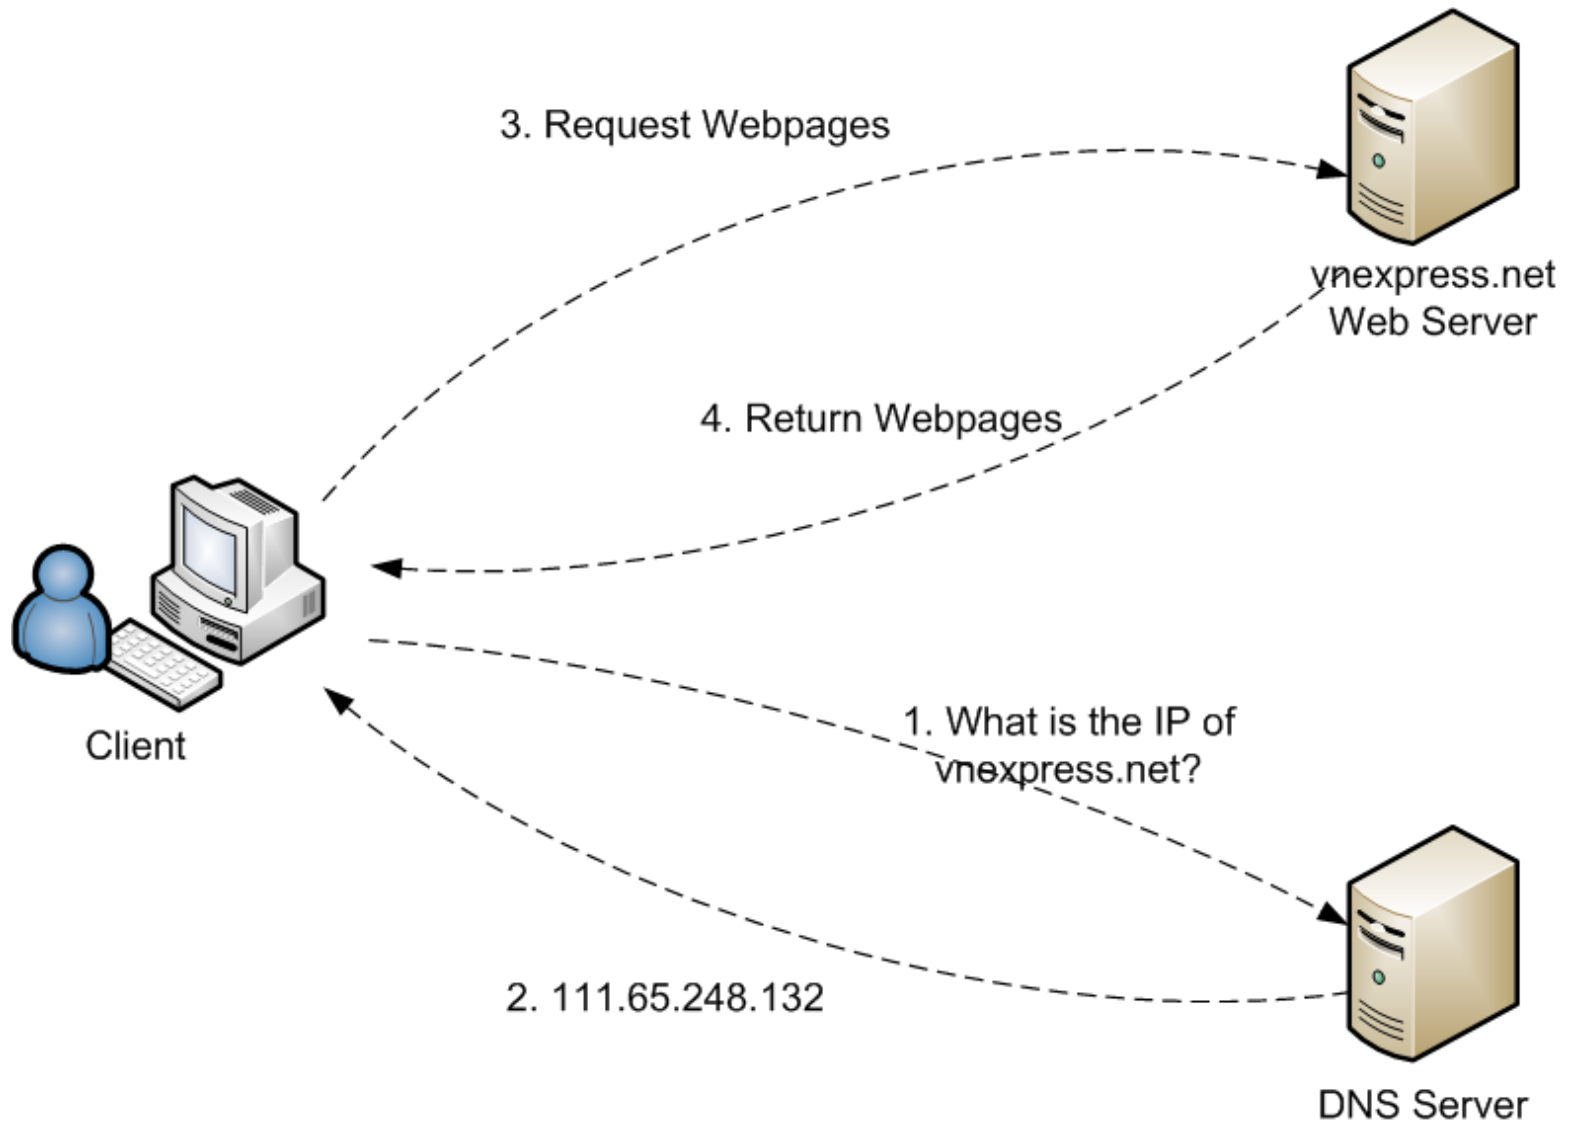 3. Request Webpages
vnexpress.net
Web Server
4. Return Webpages
Client
1. What is the IP of
vnexpress.net?
2. 111.65.248.132
DNS Server